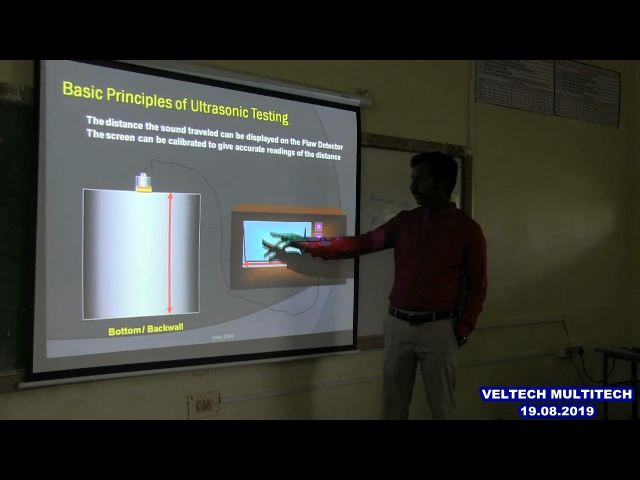 Basic Principles of Ultrasonic Testing
The distance the sound traveled can be displayed on the Flaw Detector
The screen can be calibrated to give accurate readings of the distance
Bottom / Backwall
VELTECH MULTITECH
19.08.2019